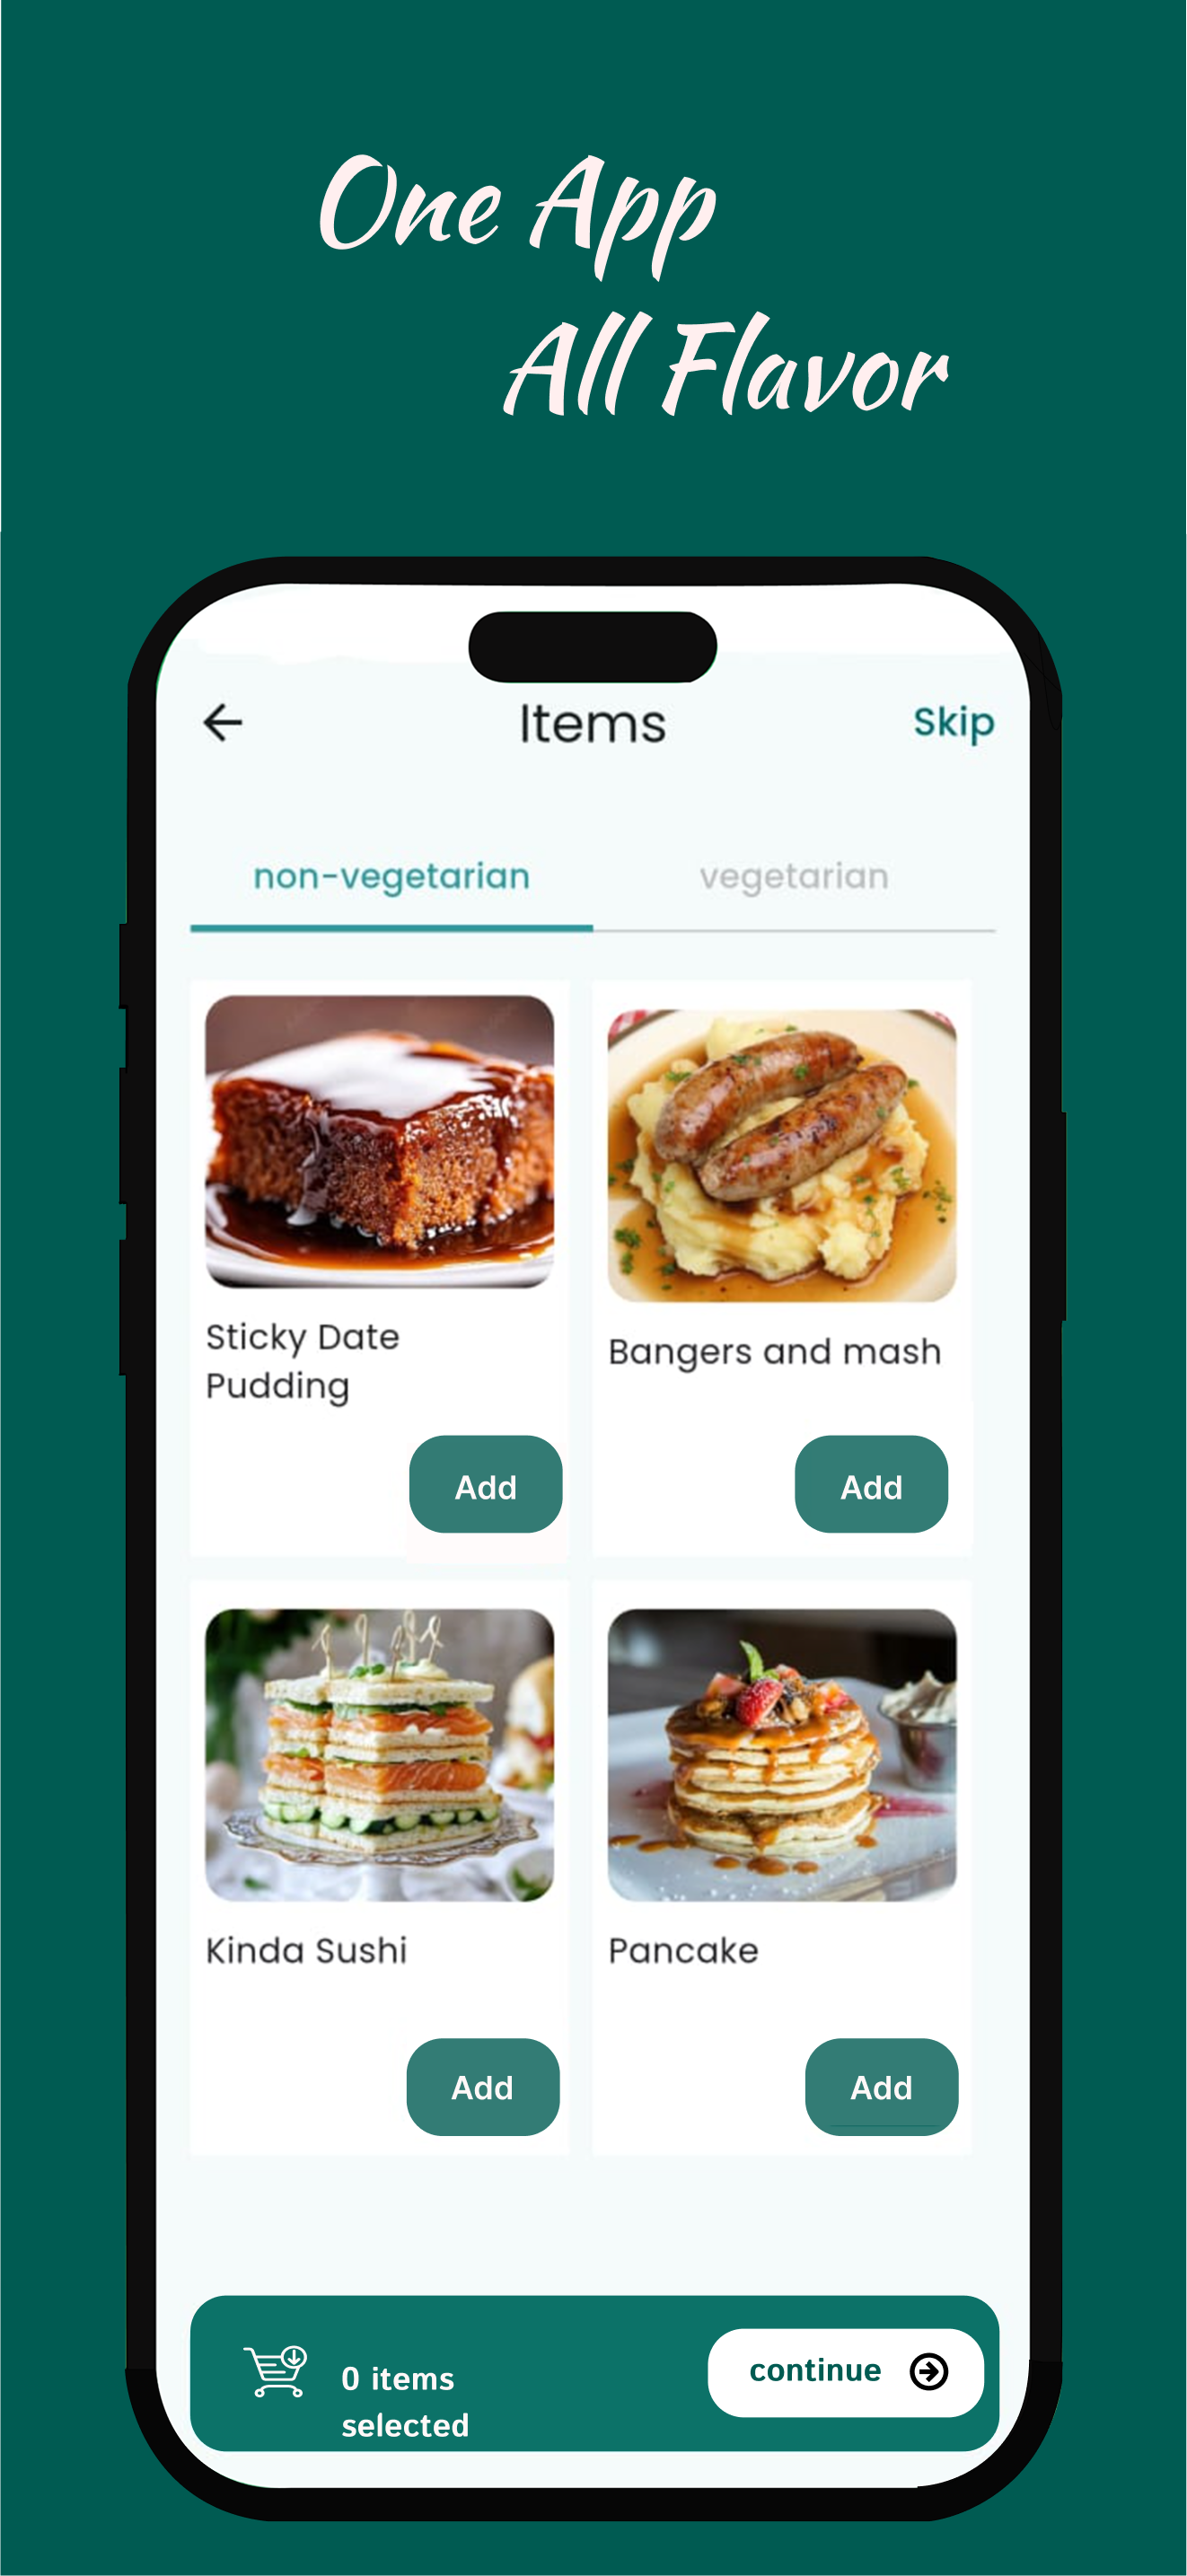 One App
All Flavor
Items
Skip
non-vegetarian
vegetarian
Sticky Date
Pudding
Bangers and mash
Add
Add
Kinda Sushi
Pancake
Add
Add
0 items
selected
continue